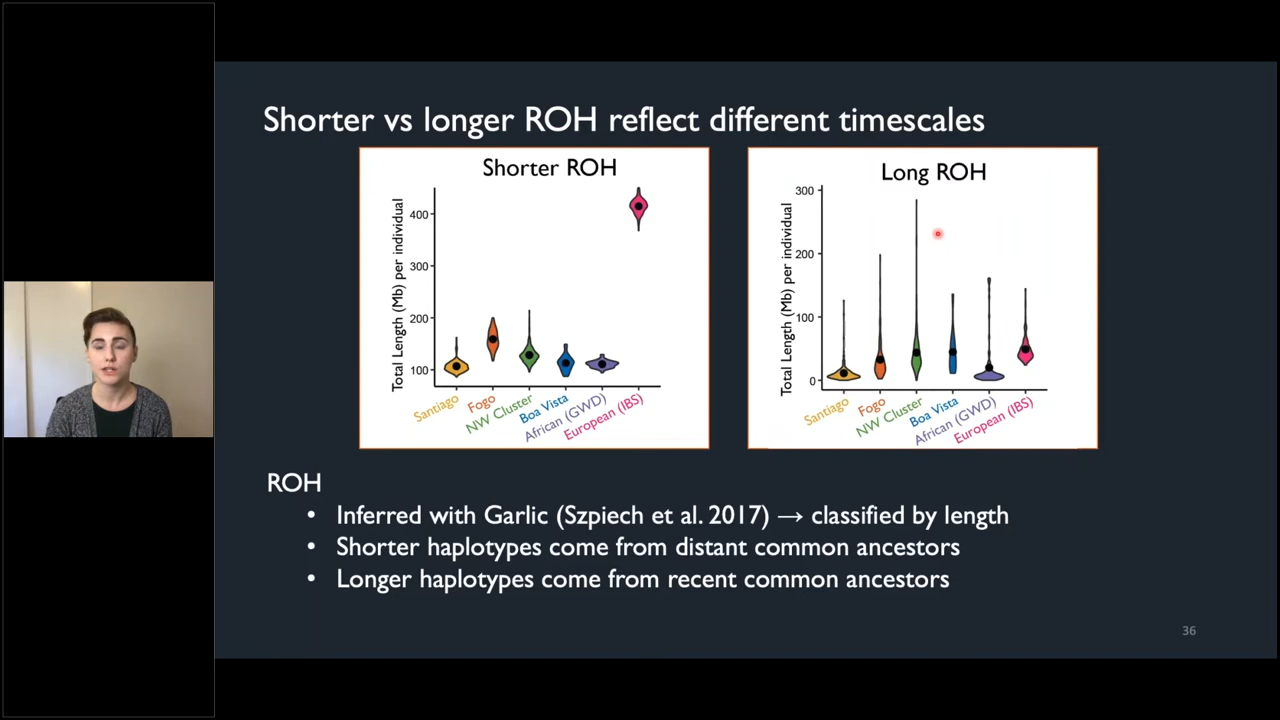 Shorter vs longer ROH reflect different timescales
Shorter ROH
Total Length (Mb) per individual
400
300
200
100
Santiago
Fogo
NW Cluster
Boa Vista
African (GWD)
European (IBS)
Long ROH
Total Length (Mb) per individual
300
200
100
0
Santiago
Fogo
NW Cluster
Boa Vista
African (GWD)
European (IBS)
ROH
• Inferred with Garlic (Szpiech et al. 2017) → classified by length
• Shorter haplotypes come from distant common ancestors
• Longer haplotypes come from recent common ancestors
36